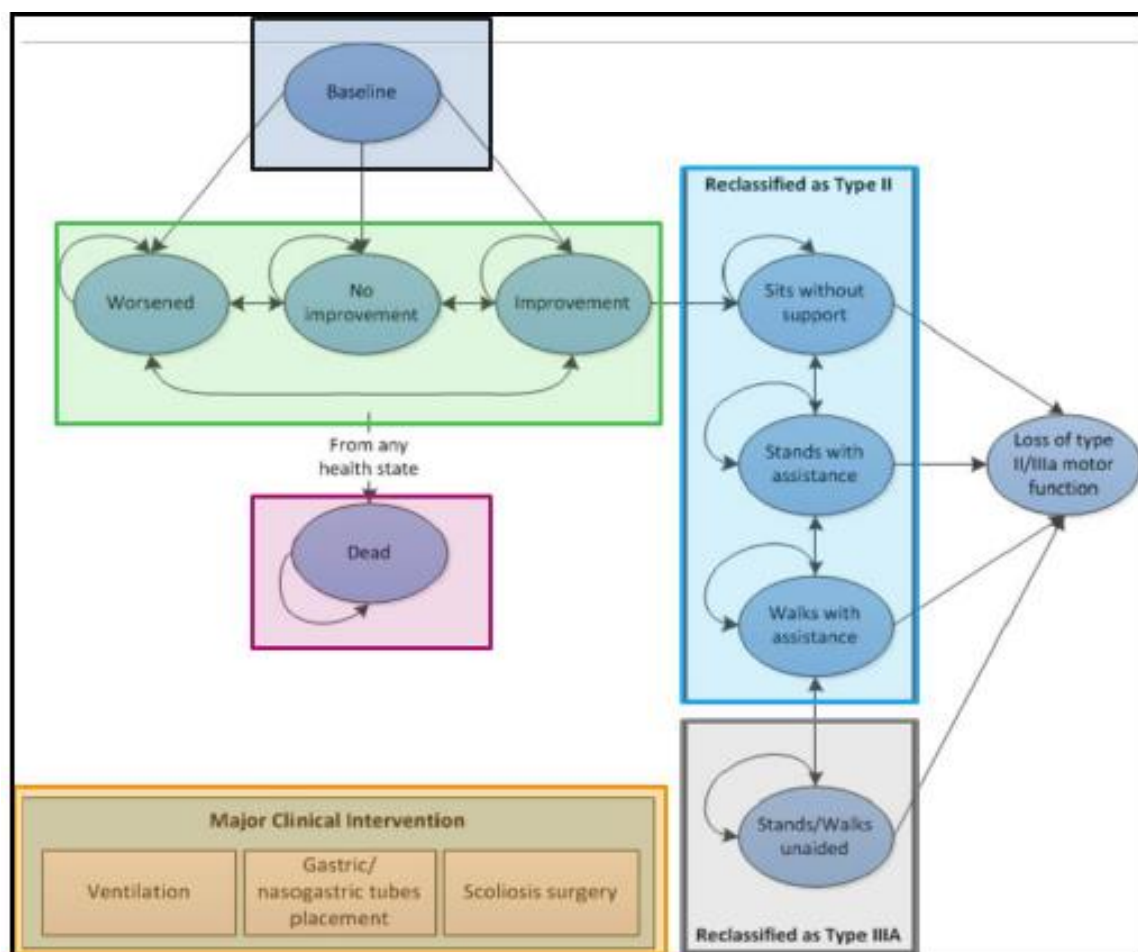 Baseline
Reclassified as Type II
Worsened
No
improvement
Improvement
Sits without
support
From any
health state
Stands with
assistance
Loss of type
II/IIIa motor
function
Dead
Walks with
assistance
Major Clinical Intervention
Ventilation
Gastric/
nasogastric tubes
placement
Scoliosis surgery
Stands/Walks
unaided
Reclassified as Type IIIA